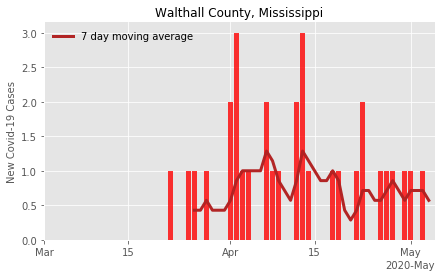 Walthall County, Mississippi
7 day moving average
New Covid-19 Cases
3.0
2.5
2.0
1.5
1.0
0.5
0.0
Mar
15
Apr
15
May
2020-May